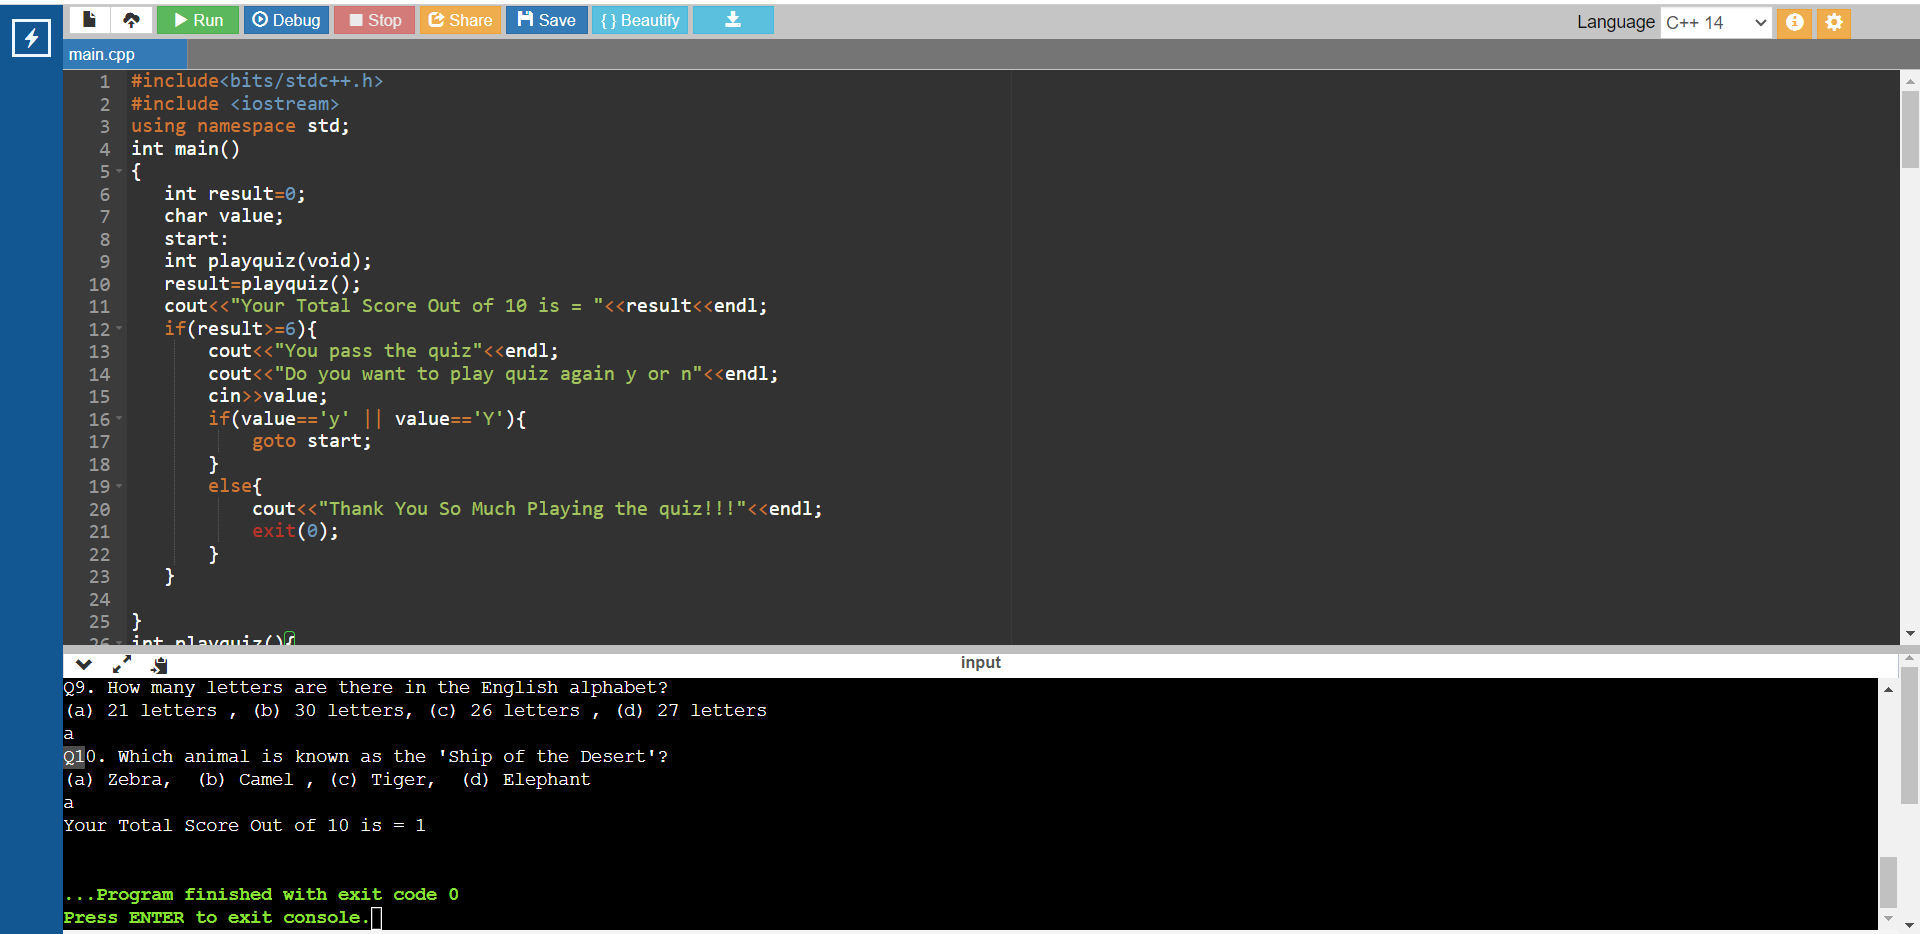 Run Debug Stop Share Save {} Beautify Language C++ 14
main.cpp
1 #include<bits/stdc++.h>
2 #include <iostream>
3 using namespace std;
4 int main()
5 {
6 int result=0;
7 char value;
8 start:
9 int playquiz(void);
10 result=playquiz();
11 cout<<"Your Total Score Out of 10 is = "<<result<<endl;
12 if(result>=6){
13 cout<<"You pass the quiz"<<endl;
14 cout<<"Do you want to play quiz again y or n"<<endl;
15 cin>>value;
16 if(value=='y' || value=='Y'){
17 goto start;
18 }
19 else{
20 cout<<"Thank You So Much Playing the quiz!!!"<<endl;
21 exit(0);
22 }
23 }
24
25 }
26 int playquiz(){
input
Q9. How many letters are there in the English alphabet?
(a) 21 letters , (b) 30 letters, (c) 26 letters , (d) 27 letters
a
Q10. Which animal is known as the 'Ship of the Desert'?
(a) Zebra, (b) Camel , (c) Tiger, (d) Elephant
a
Your Total Score Out of 10 is = 1
...Program finished with exit code 0
Press ENTER to exit console.